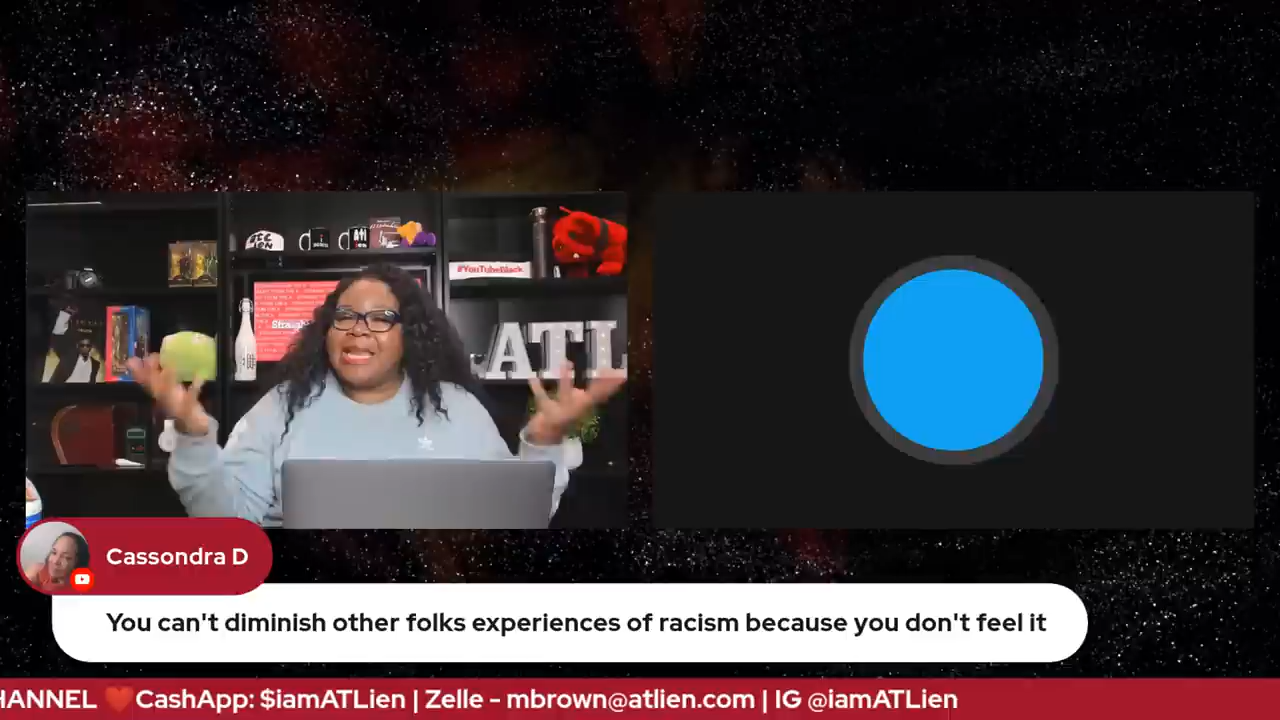 #YouTubeBlack
ATL
Cassondra D
You can't diminish other folks experiences of racism because you don't feel it
HANNEL ❤️CashApp: $iamATLien | Zelle - mbrown@atlien.com | IG @iamATLien